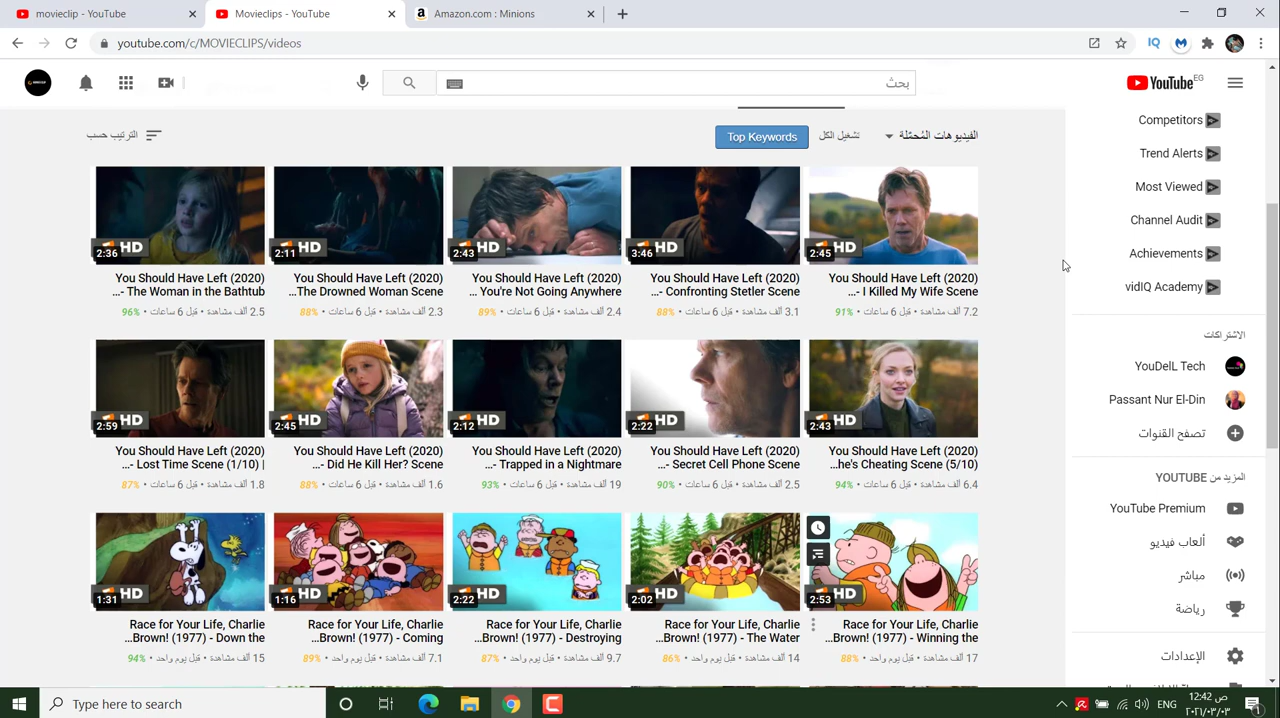 movieclip - YouTube
Movieclips - YouTube
Amazon.com : Minions
youtube.com/c/MOVIECLIPS/videos
IQ
بحث
YouTube EG
الترتيب حسب
Top Keywords
تشغيل الكل
الفيديوهات المُحمّلة
2:36 HD
2:11 HD
2:43 HD
3:46 HD
2:45 HD
You Should Have Left (2020)
...- The Woman in the Bathtub
96% • قبل 6 ساعات • 2.5 ألف مشاهدة
You Should Have Left (2020)
...The Drowned Woman Scene
88% • قبل 6 ساعات • 2.3 ألف مشاهدة
You Should Have Left (2020)
...- You're Not Going Anywhere
89% • قبل 6 ساعات • 2.4 ألف مشاهدة
You Should Have Left (2020)
...- Confronting Stetler Scene
88% • قبل 6 ساعات • 3.1 ألف مشاهدة
You Should Have Left (2020)
...- I Killed My Wife Scene
91% • قبل 6 ساعات • 7.2 ألف مشاهدة
2:59 HD
2:45 HD
2:12 HD
2:22 HD
2:43 HD
You Should Have Left (2020)
...- Lost Time Scene (1/10) |
87% • قبل 6 ساعات • 1.8 ألف مشاهدة
You Should Have Left (2020)
...- Did He Kill Her? Scene
88% • قبل 6 ساعات • 1.6 ألف مشاهدة
You Should Have Left (2020)
...- Trapped in a Nightmare
93% • قبل 6 ساعات • 19 ألف مشاهدة
You Should Have Left (2020)
...- Secret Cell Phone Scene
90% • قبل 6 ساعات • 2.5 ألف مشاهدة
You Should Have Left (2020)
...he's Cheating Scene (5/10)
94% • قبل 6 ساعات • 6.4 ألف مشاهدة
1:31 HD
1:16 HD
2:22 HD
2:02 HD
2:53 HD
Race for Your Life, Charlie
...Brown! (1977) - Down the
94% • قبل يوم واحد • 15 ألف مشاهدة
Race for Your Life, Charlie
...Brown! (1977) - Coming
89% • قبل يوم واحد • 7.1 ألف مشاهدة
Race for Your Life, Charlie
...Brown! (1977) - Destroying
87% • قبل يوم واحد • 9.7 ألف مشاهدة
Race for Your Life, Charlie
...Brown! (1977) - The Water
86% • قبل يوم واحد • 14 ألف مشاهدة
Race for Your Life, Charlie
...Brown! (1977) - Winning the
88% • قبل يوم واحد • 17 ألف مشاهدة
Competitors
Trend Alerts
Most Viewed
Channel Audit
Achievements
vidIQ Academy
الاشتراكات
YouDelL Tech
Passant Nur El-Din
تصفح القنوات
المزيد من YOUTUBE
YouTube Premium
ألعاب فيديو
مباشر
رياضة
الإعدادات
Type here to search
ENG
12:42 ص
٢٠٢١/٠٣/٠٣
1